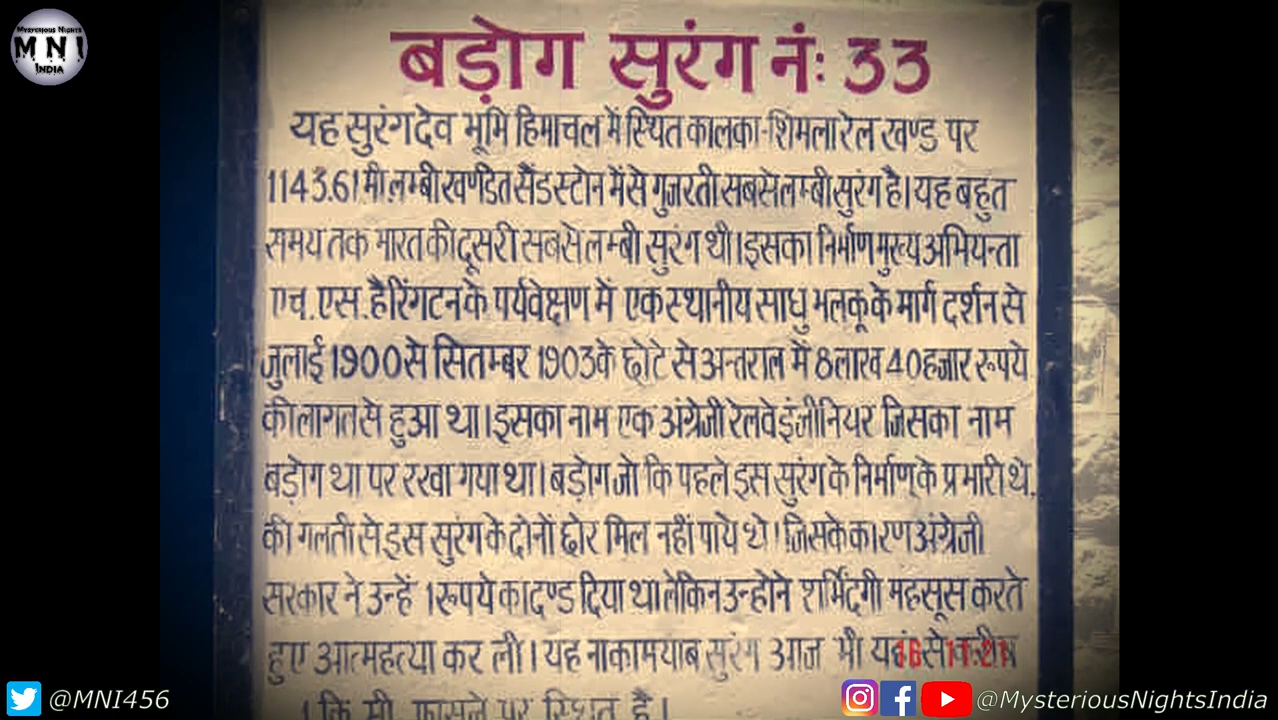 MYSTERIOUS NIGHTS
M N I
INDIA
बड़ोग सुरंग नं: 33
यह सुरंग देव भूमि हिमाचल में स्थित कालका-शिमला रेल खण्ड पर
1143.61 मी लम्बी खण्डित सैंडस्टोन में से गुजरती सबसे लम्बी सुरंग है। यह बहुत
समय तक भारत की दूसरी सबसे लम्बी सुरंग थी। इसका निर्माण मुख्य अभियन्ता
एच. एस. हैरिंगटन के पर्यवेक्षण में एक स्थानीय साधु भलकू के मार्ग दर्शन से
जुलाई 1900 से सितम्बर 1903 के छोटे से अन्तराल में 8 लाख 40 हजार रूपये
की लागत से हुआ था। इसका नाम एक अंग्रेजी रेलवे इंजीनियर जिसका नाम
बड़ोग था पर रखा गया था। बड़ोग जो कि पहले इस सुरंग के निर्माण के प्रभारी थे,
की गलती से इस सुरंग के दोनों छोर मिल नहीं पाये थे। जिसके कारण अंग्रेजी
सरकार ने उन्हें 1 रूपये का दण्ड दिया था लेकिन उन्होने शर्मिंदगी महसूस करते
हुए आत्महत्या कर ली। यह नाकामयाब सुरंग आज भी यहां से
1 कि मी फासले पर स्थित है।
@MNI456
@MysteriousNightsIndia